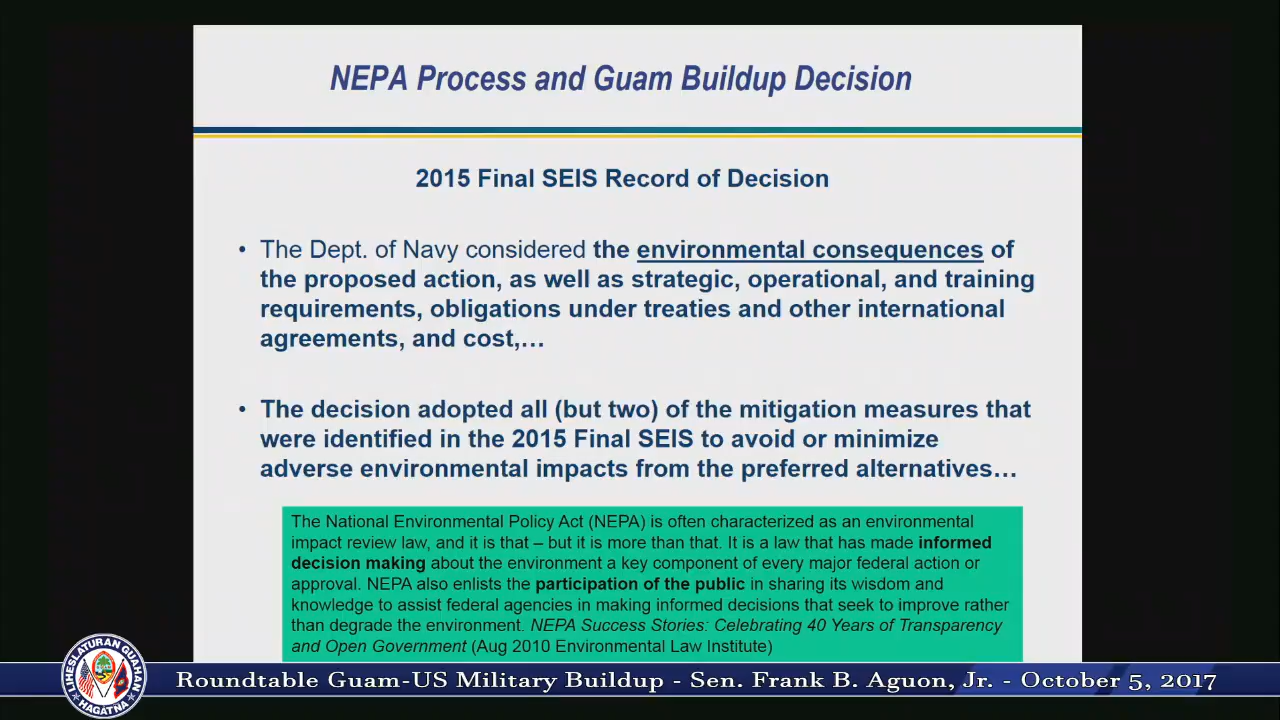 NEPA Process and Guam Buildup Decision
2015 Final SEIS Record of Decision
• The Dept. of Navy considered the environmental consequences of
the proposed action, as well as strategic, operational, and training
requirements, obligations under treaties and other international
agreements, and cost,…
• The decision adopted all (but two) of the mitigation measures that
were identified in the 2015 Final SEIS to avoid or minimize
adverse environmental impacts from the preferred alternatives…
The National Environmental Policy Act (NEPA) is often characterized as an environmental
impact review law, and it is that – but it is more than that. It is a law that has made informed
decision making about the environment a key component of every major federal action or
approval. NEPA also enlists the participation of the public in sharing its wisdom and
knowledge to assist federal agencies in making informed decisions that seek to improve rather
than degrade the environment. NEPA Success Stories: Celebrating 40 Years of Transparency
and Open Government (Aug 2010 Environmental Law Institute)
LIHESLATURAN GUAHAN
HAGATNA
Roundtable Guam-US Military Buildup - Sen. Frank B. Aguon, Jr. - October 5, 2017